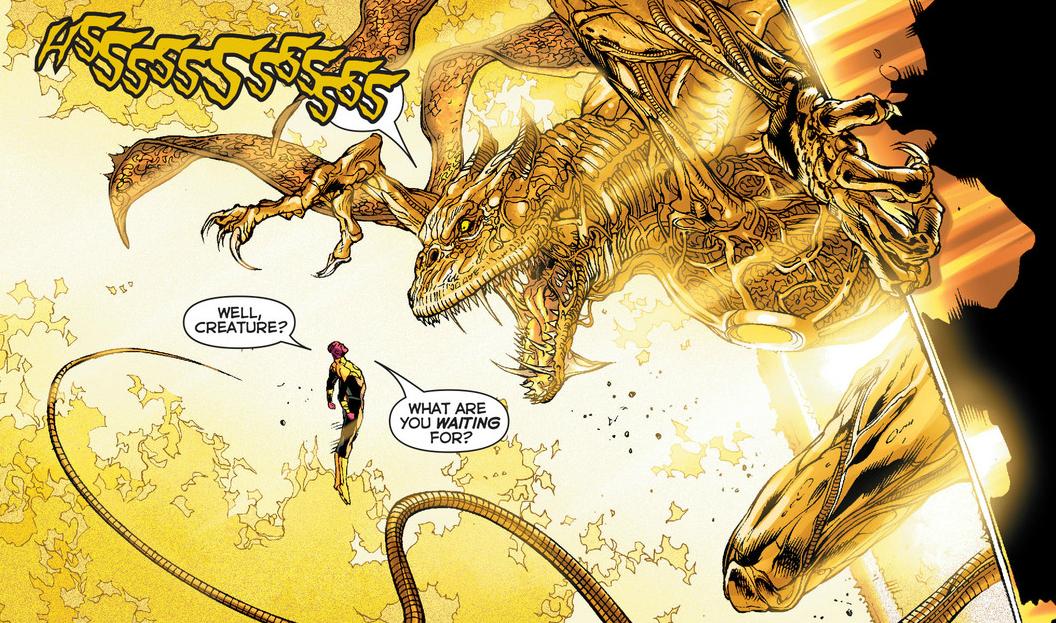 HSSSSSSSSSSS
WELL,
CREATURE?
WHAT ARE
YOU WAITING
FOR?